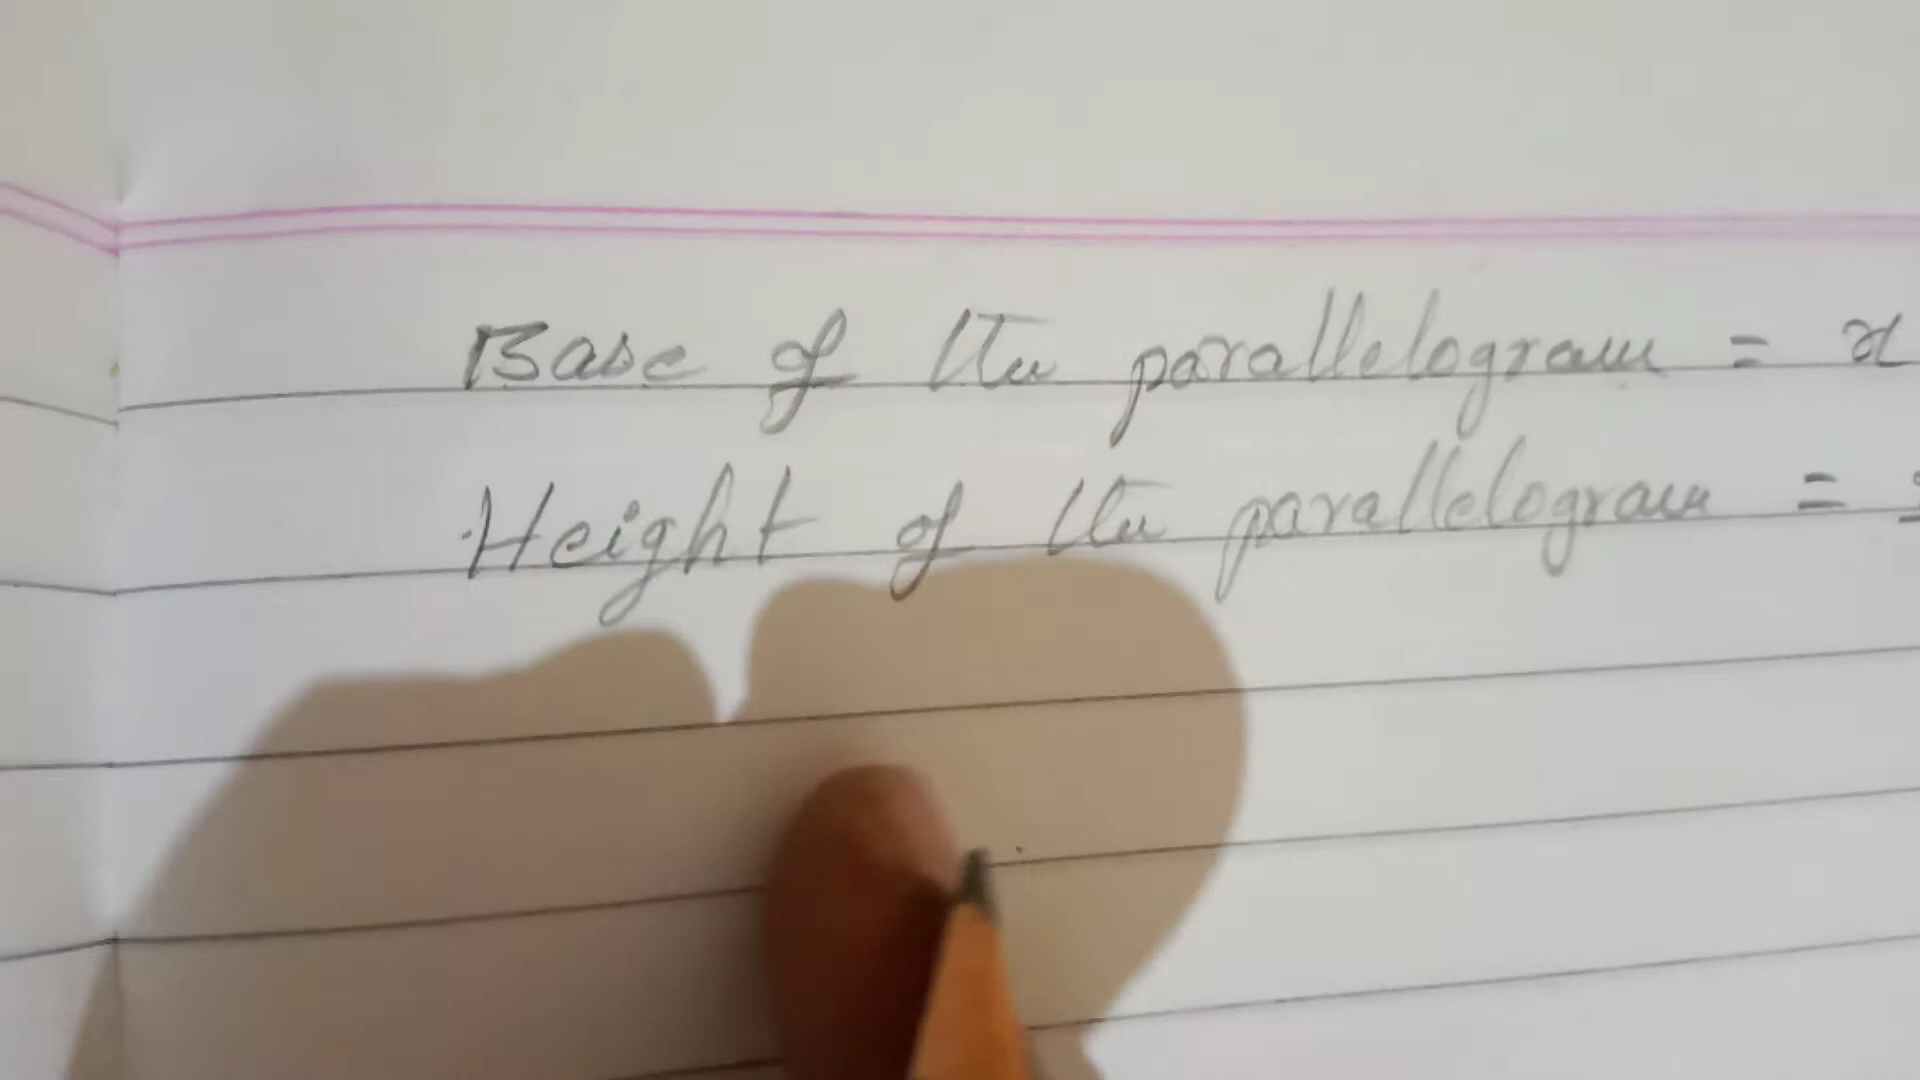 Base of the parallelogram = x
Height of the parallelogram =